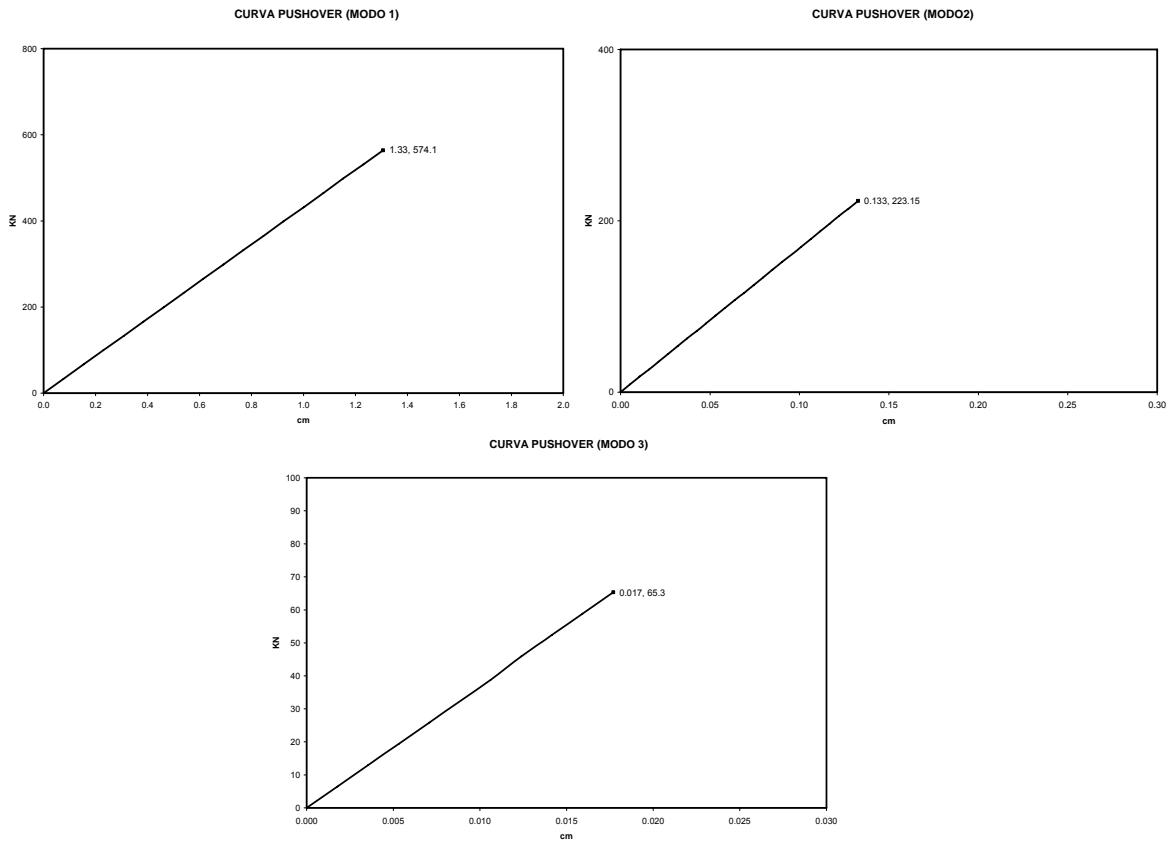 CURVA PUSHOVER (MODO 1)
800
600
400
200
0
KN
1.33, 574.1
0.0 0.2 0.4 0.6 0.8 1.0 1.2 1.4 1.6 1.8 2.0
cm
CURVA PUSHOVER (MODO2)
400
200
0
KN
0.133, 223.15
0.00 0.05 0.10 0.15 0.20 0.25 0.30
cm
CURVA PUSHOVER (MODO 3)
100
90
80
70
60
50
40
30
20
10
0
KN
0.017, 65.3
0.000 0.005 0.010 0.015 0.020 0.025 0.030
cm